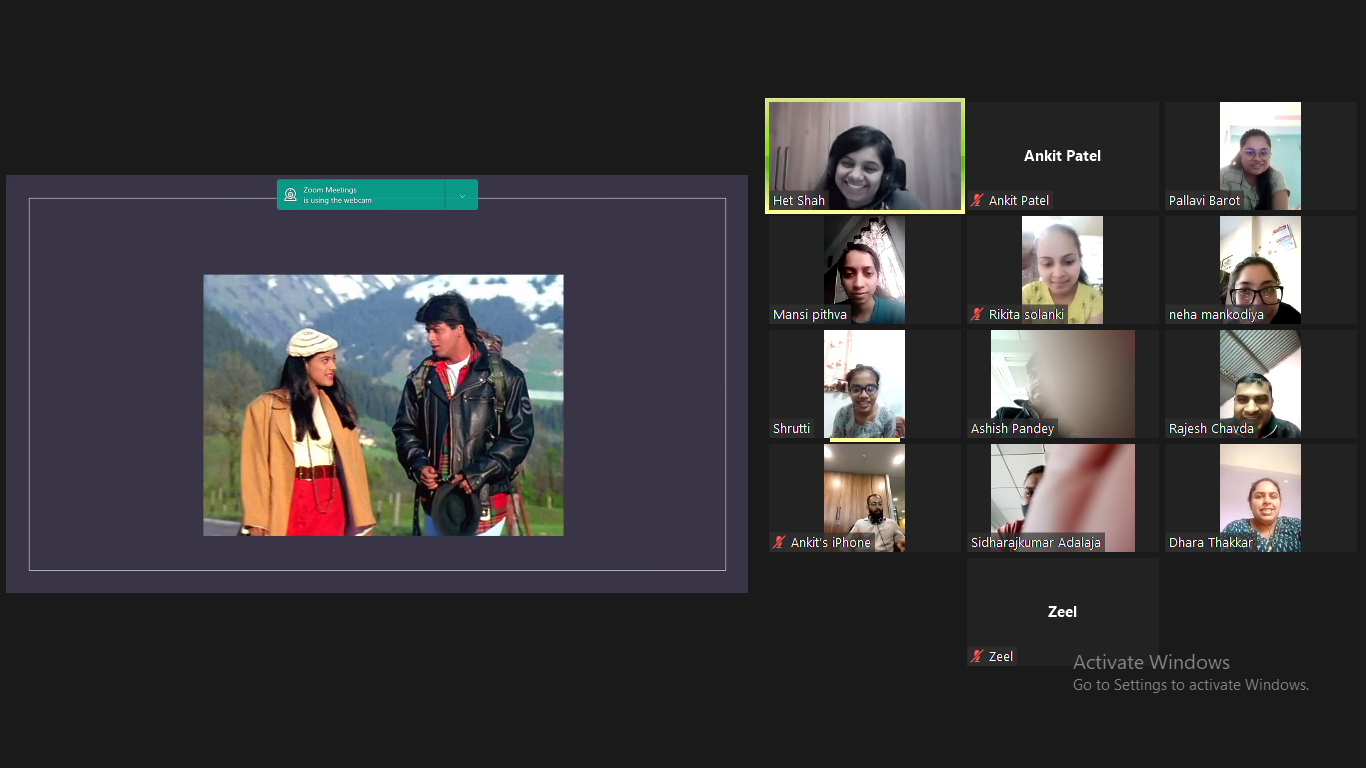 Zoom Meetings
is using the webcam
Het Shah
Ankit Patel
Ankit Patel
Pallavi Barot
Mansi pithva
Rikita solanki
neha mankodiya
Shrutti
Ashish Pandey
Rajesh Chavda
Ankit's iPhone
Sidharajkumar Adalaja
Dhara Thakkar
Zeel
Zeel
Activate Windows
Go to Settings to activate Windows.